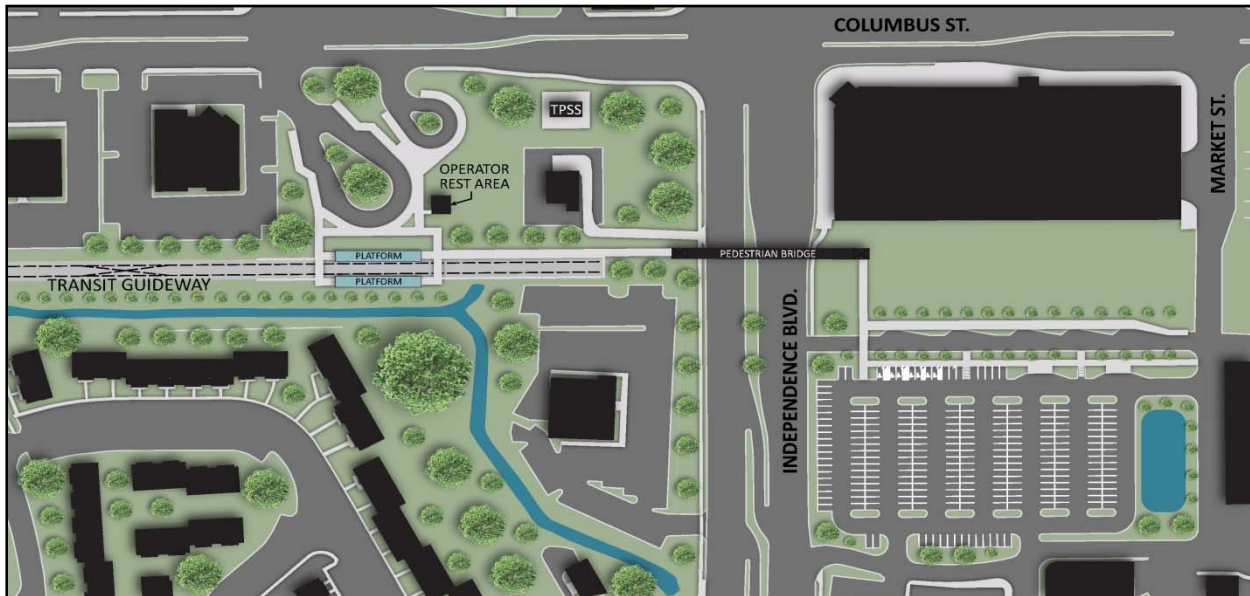 COLUMBUS ST.
MARKET ST.
TPSS
OPERATOR
REST AREA
PLATFORM
PEDESTRIAN BRIDGE
TRANSIT GUIDEWAY
PLATFORM
INDEPENDENCE BLVD.